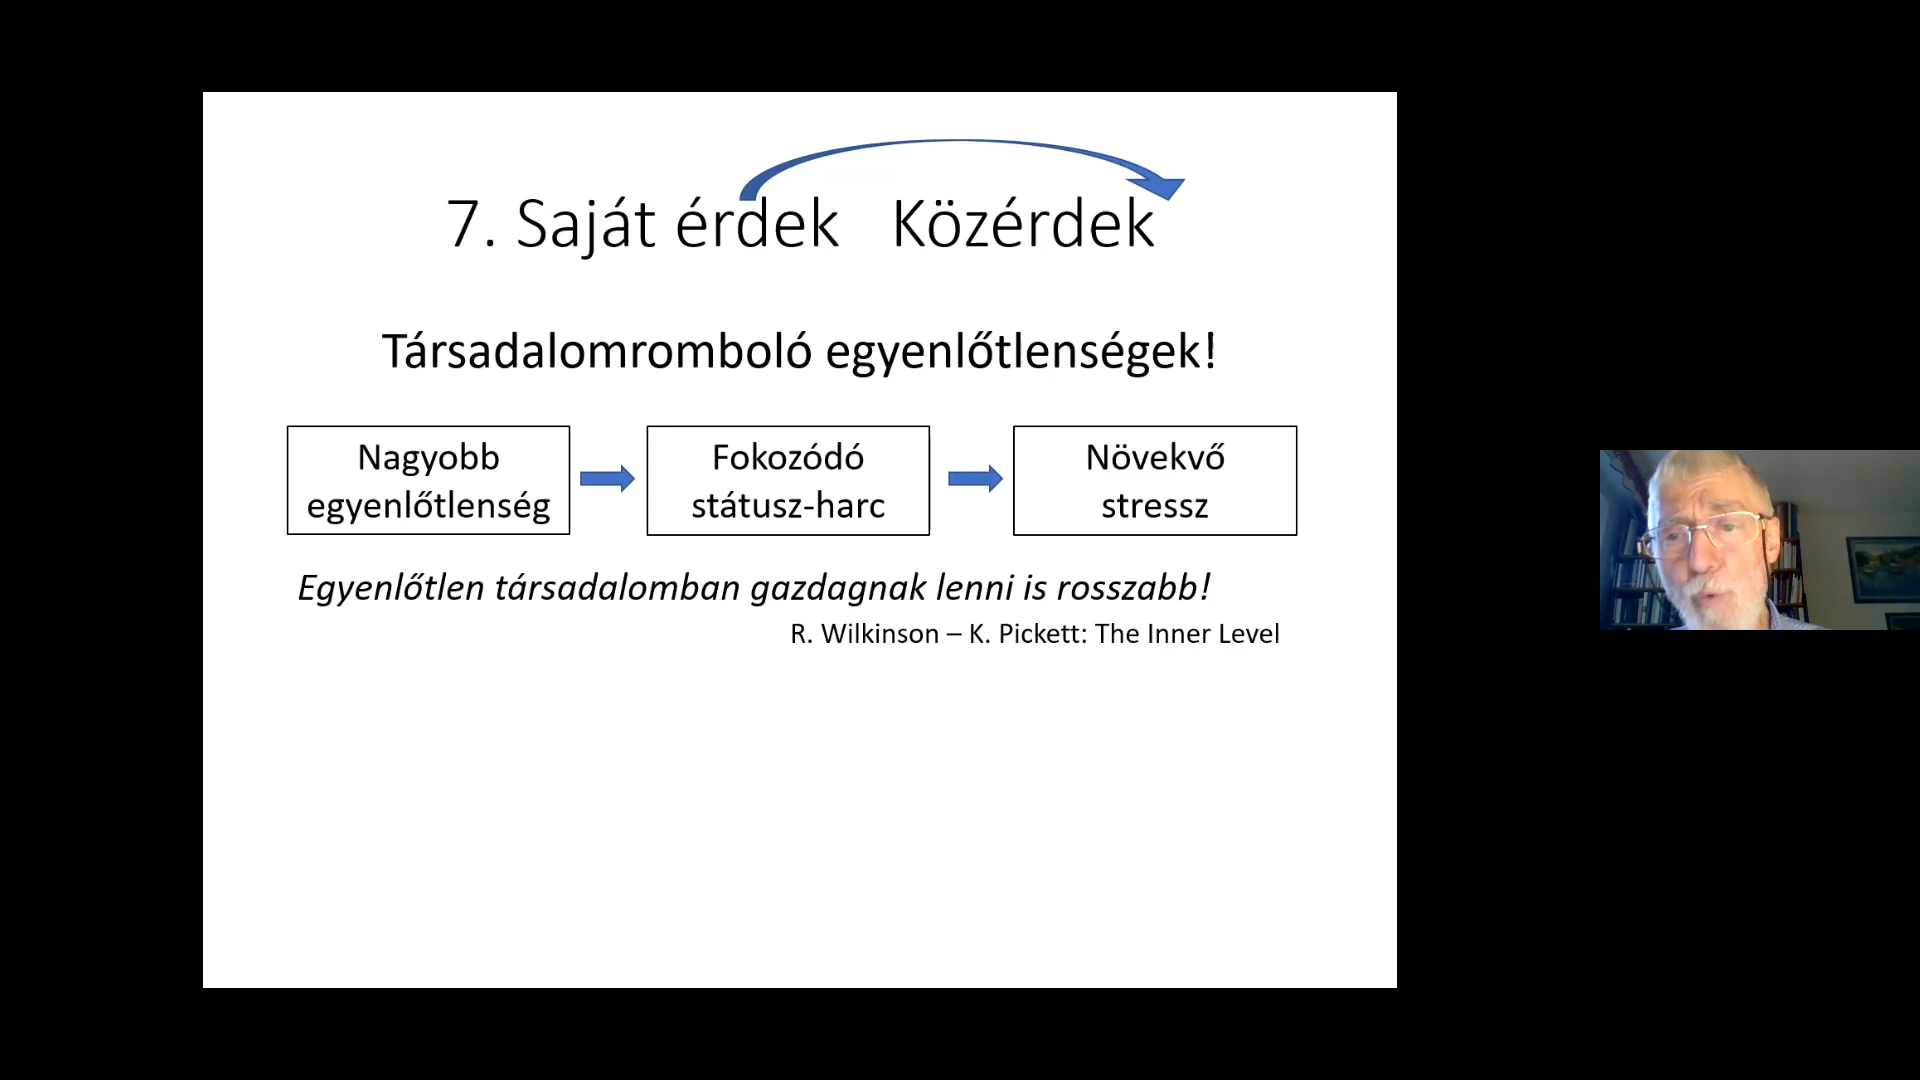 7. Saját érdek Közérdek
Társadalomromboló egyenlőtlenségek!
Nagyobb
egyenlőtlenség
Fokozódó
státusz-harc
Növekvő
stressz
Egyenlőtlen társadalomban gazdagnak lenni is rosszabb!
R. Wilkinson – K. Pickett: The Inner Level